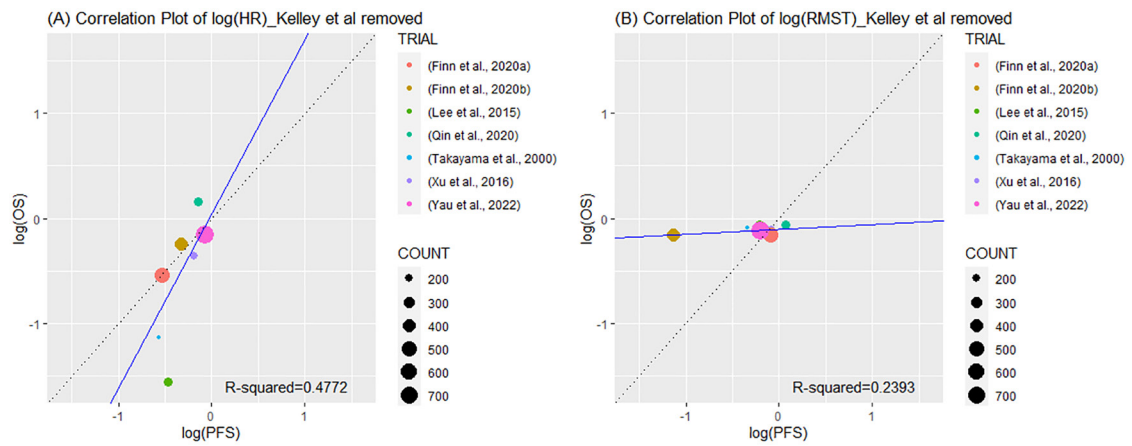 (A) Correlation Plot of log(HR)_Kelley et al removed
TRIAL
(Finn et al., 2020a)
(Finn et al., 2020b)
(Lee et al., 2015)
(Qin et al., 2020)
(Takayama et al., 2000)
(Xu et al., 2016)
(Yau et al., 2022)
COUNT
200
300
400
500
600
700
1
0
-1
log(OS)
R-squared=0.4772
-1
0
1
log(PFS)
(B) Correlation Plot of log(RMST)_Kelley et al removed
TRIAL
(Finn et al., 2020a)
(Finn et al., 2020b)
(Lee et al., 2015)
(Qin et al., 2020)
(Takayama et al., 2000)
(Xu et al., 2016)
(Yau et al., 2022)
COUNT
200
300
400
500
600
700
1
0
-1
log(OS)
R-squared=0.2393
-1
0
1
log(PFS)